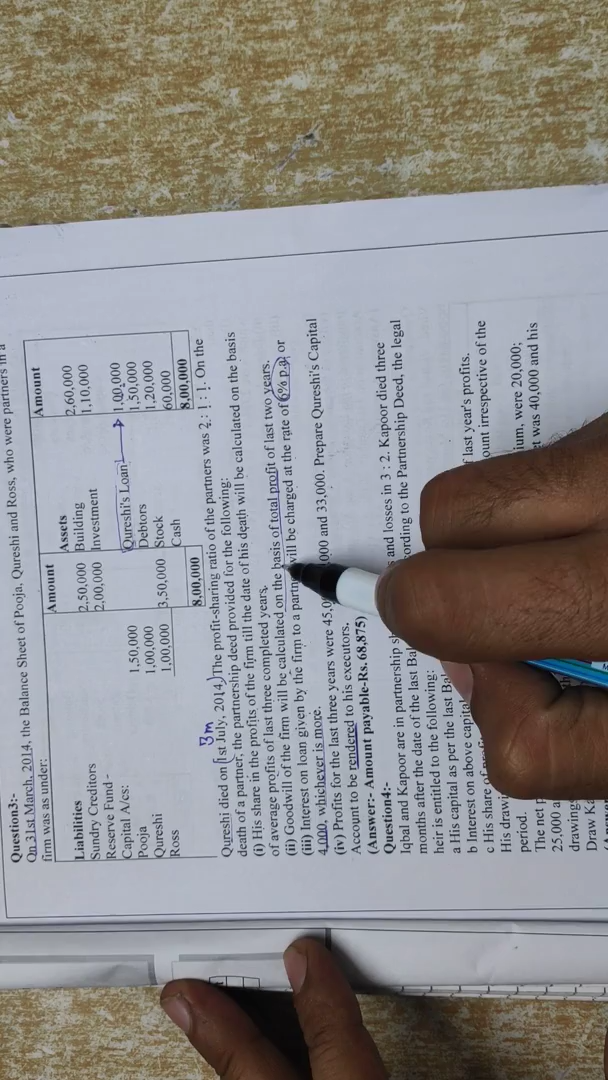 Question3:-
On 31st March, 2014, the Balance Sheet of Pooja, Qureshi and Ross, who were partners in a
firm was as under:
Liabilities Amount Assets Amount
Sundry Creditors 2,50,000 Building 2,60,000
Reserve Fund - 2,00,000 Investment 1,10,000
Capital A/cs: Qureshi's Loan 1,00,000
Pooja 1,50,000 Debtors 1,50,000
Qureshi 1,00,000 Stock 1,20,000
Ross 1,00,000 3,50,000 Cash 60,000
8,00,000 8,00,000
3m
Qureshi died on 1st July, 2014. The profit-sharing ratio of the partners was 2 : 1 : 1. On the
death of a partner, the partnership deed provided for the following:
(i) His share in the profits of the firm till the date of his death will be calculated on the basis
of average profits of last three completed years.
(ii) Goodwill of the firm will be calculated on the basis of total profit of last two years.
(iii) Interest on loan given by the firm to a partn will be charged at the rate of 6% p.a. or
4,000, whichever is more.
(iv) Profits for the last three years were 45,0 000 and 33,000. Prepare Qureshi's Capital
Account to be rendered to his executors.
(Answer:- Amount payable-Rs. 68,875)
Question4:-
Iqbal and Kapoor are in partnership s and losses in 3 : 2. Kapoor died three
months after the date of the last Bal ording to the Partnership Deed, the legal
heir is entitled to the following:
a His capital as per the last Bal
b Interest on above capita
c His share of last year's profits.
His drawi ount irrespective of the
period.
The net p ium, were 20,000;
25,000 a was 40,000 and his
drawings
Draw Ka